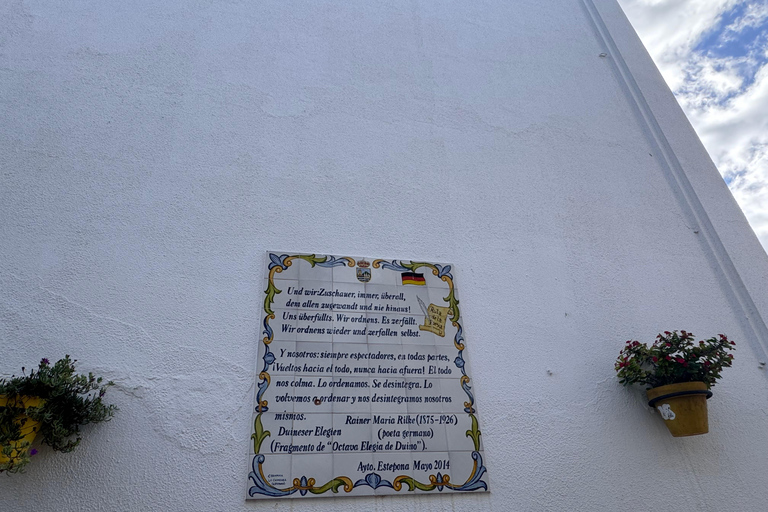 Und wir:Zuschauer, immer, überall,
dem allen zugewandt und nie hinaus!
Uns überfüllts. Wir ordnens. Es zerfällt.
Wir ordnens wieder und zerfallen selbst.
Y nosotros: siempre espectadores, en todas partes,
¡Vueltos hacia el todo, nunca hacia afuera! El todo
nos colma. Lo ordenamos. Se desintegra. Lo
volvemos a ordenar y nos desintegramos nosotros
mismos.
Rainer Maria Rilke (1575-1926)
Duineser Elegien (poeta germano)
(Fragmento de "Octava Elegía de Duino").
Ayto. Estepona Mayo 2014